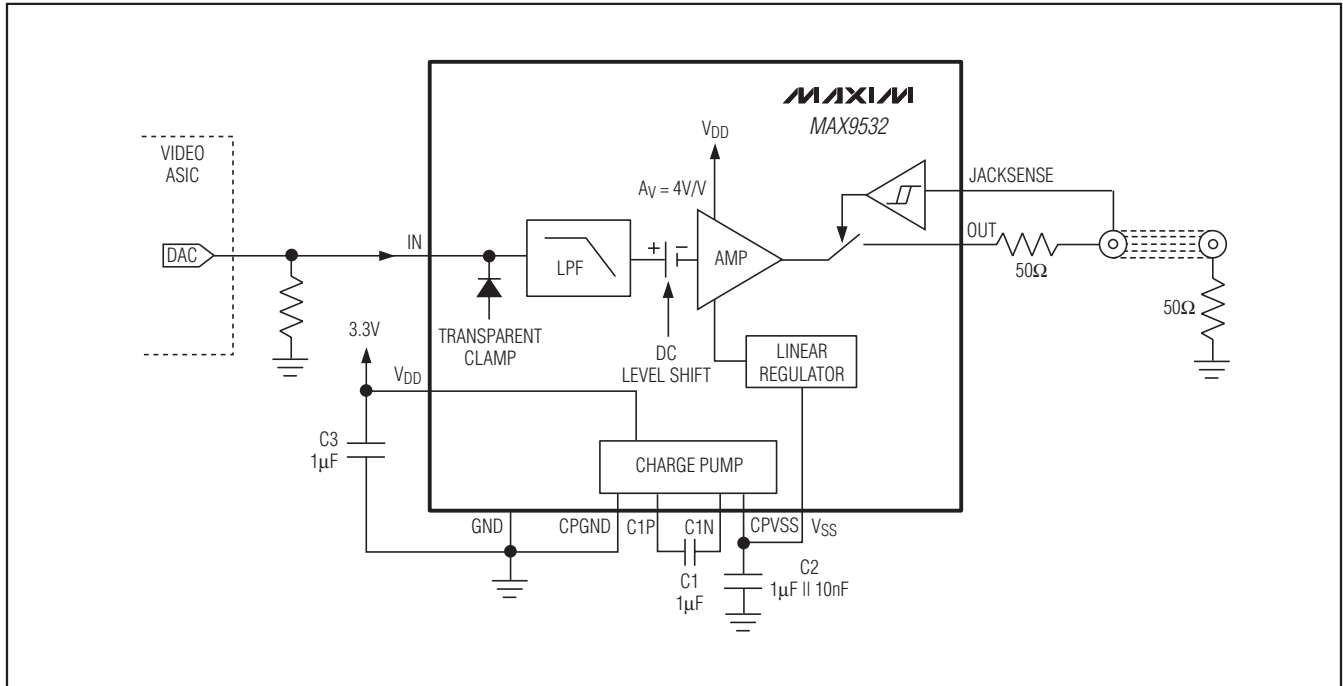 MAXIM
MAX9532
VDD
AV = 4V/V
VIDEO
ASIC
JACKSENSE
OUT
IN
DAC
LPF
+ −
AMP
50Ω
50Ω
3.3V
TRANSPARENT
CLAMP
DC
LEVEL SHIFT
LINEAR
REGULATOR
VDD
C3
1µF
CHARGE PUMP
GND
CPGND
C1P
C1N
CPVSS
VSS
C1
1µF
C2
1µF II 10nF